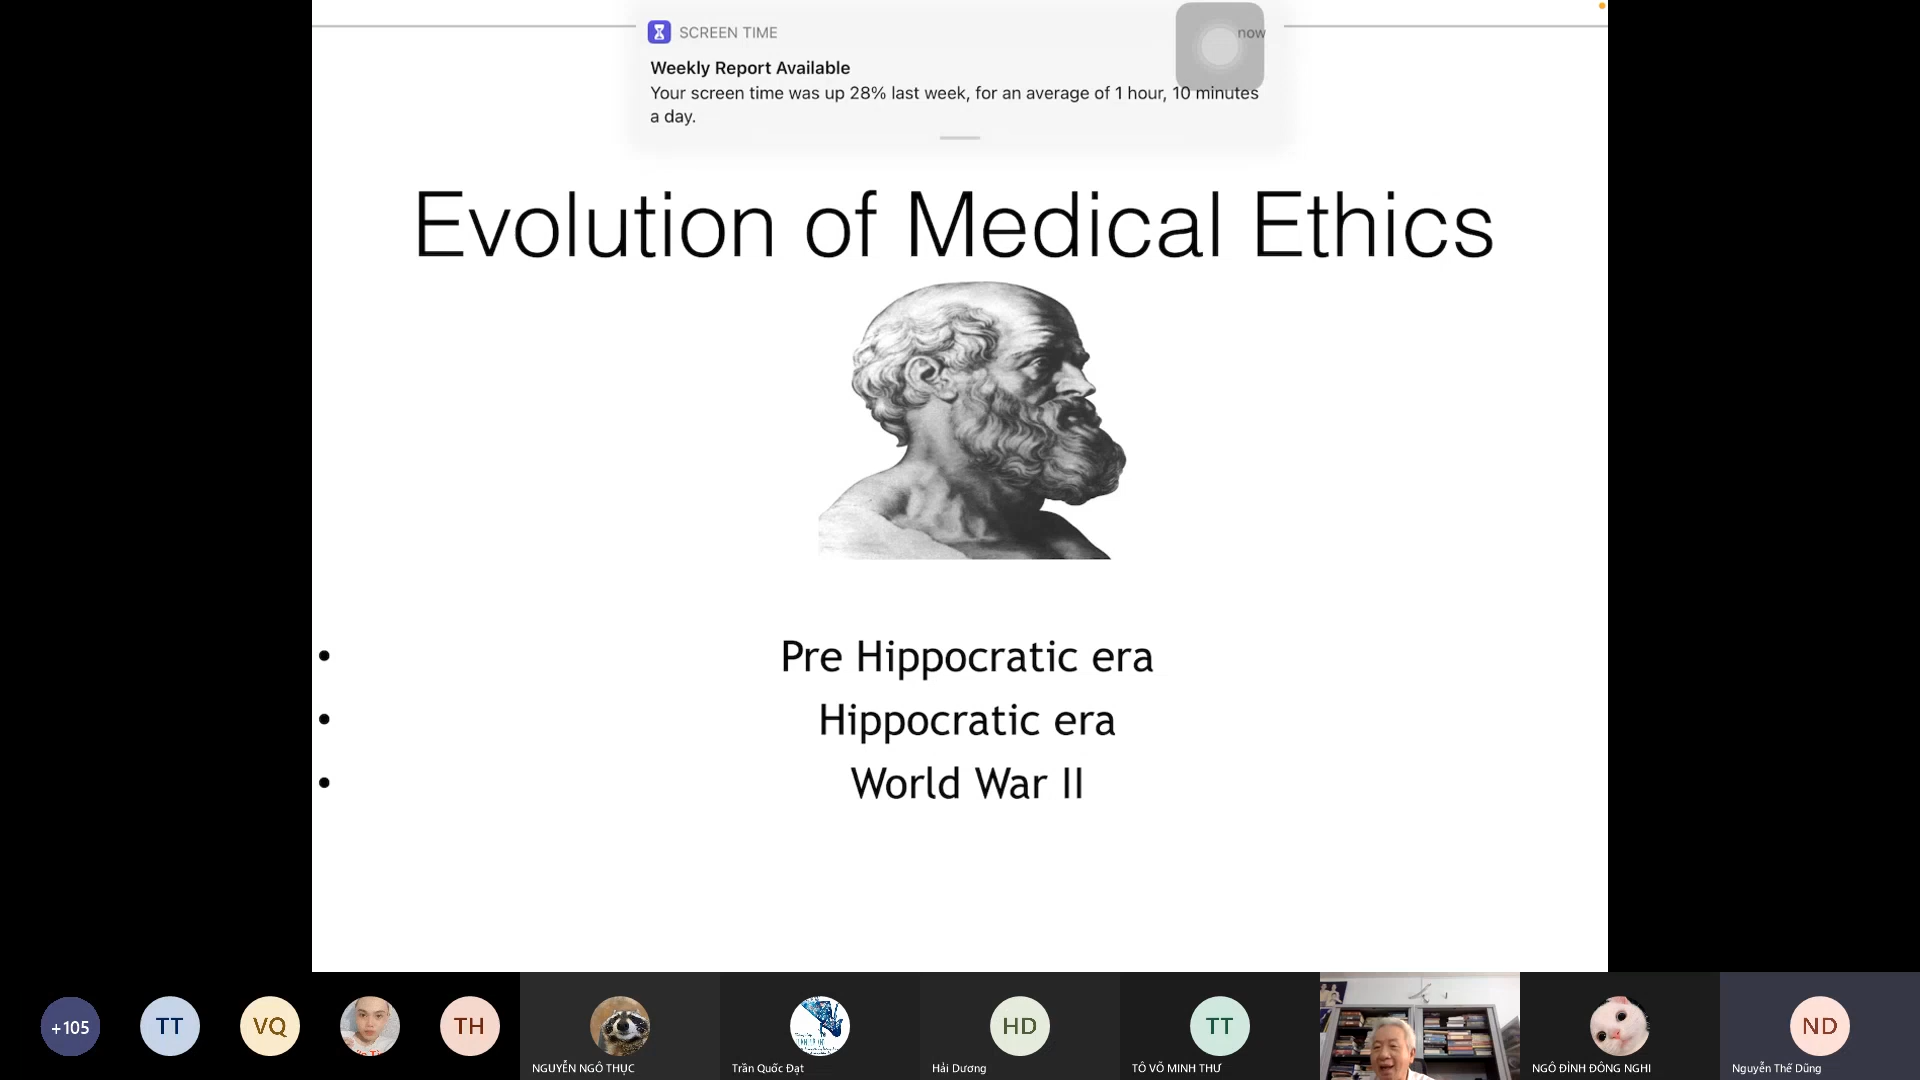 SCREEN TIME
now
Weekly Report Available
Your screen time was up 28% last week, for an average of 1 hour, 10 minutes
a day.
Evolution of Medical Ethics
• Pre Hippocratic era
• Hippocratic era
• World War II
+105
TT
VQ
TH
HD
TT
ND
NGUYỄN NGÔ THỤC
Trần Quốc Đạt
Hải Dương
TÔ VÕ MINH THƯ
NGÔ ĐÌNH ĐÔNG NGHI
Nguyễn Thế Dũng